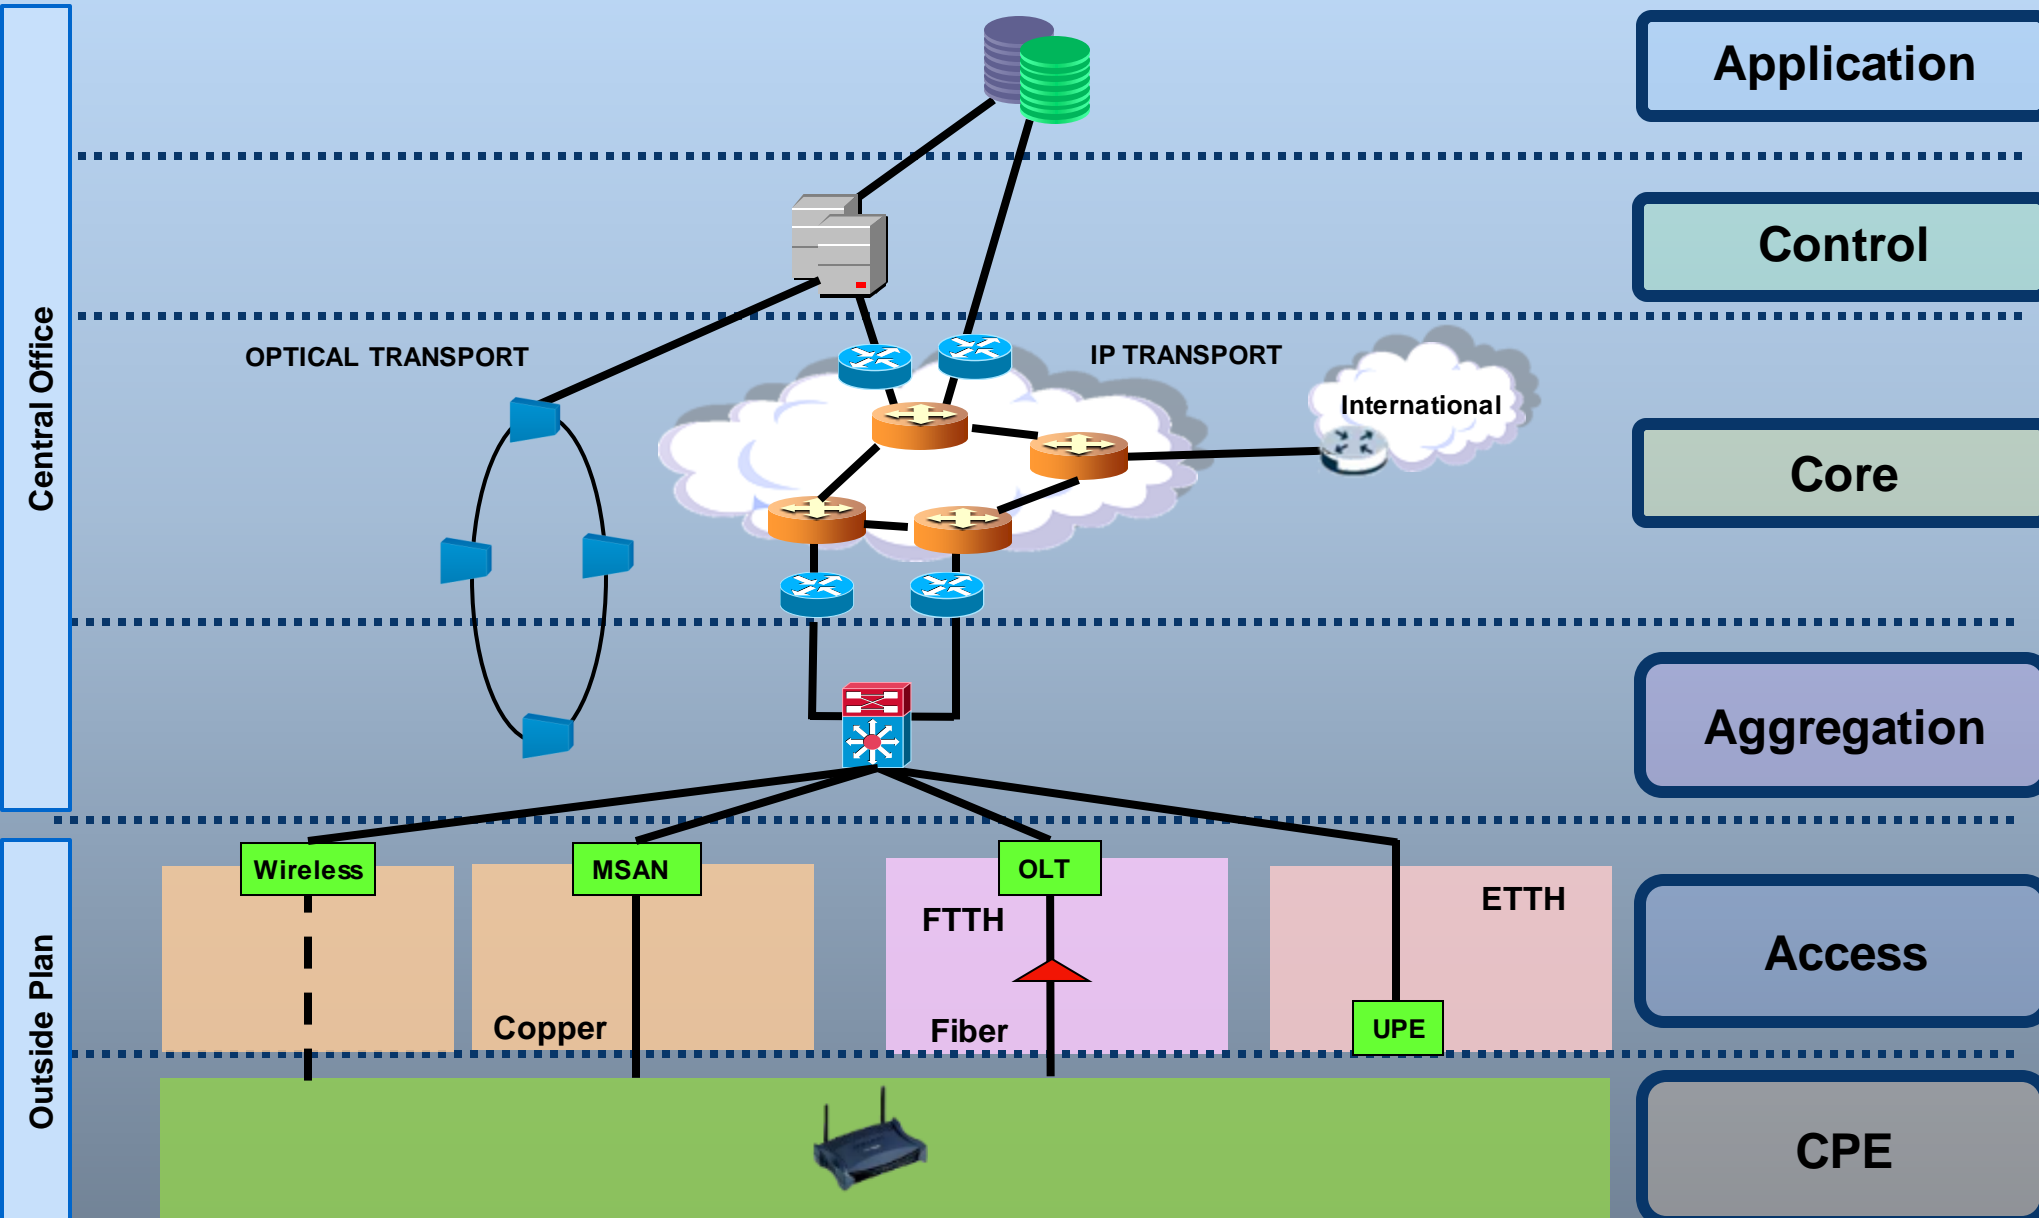 Application
Control
Central Office
OPTICAL TRANSPORT
IP TRANSPORT
International
Core
Aggregation
Wireless
MSAN
OLT
FTTH
ETTH
Access
Copper
Fiber
UPE
Outside Plan
CPE